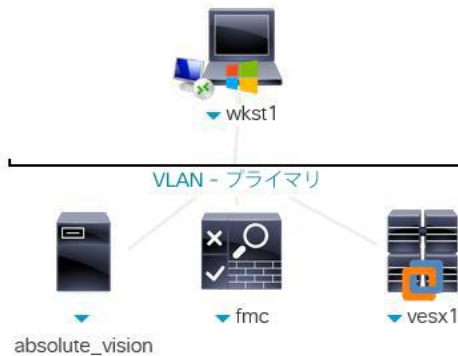 wkst1
VLAN - プライマリ
fmc
vesx1
absolute_vision